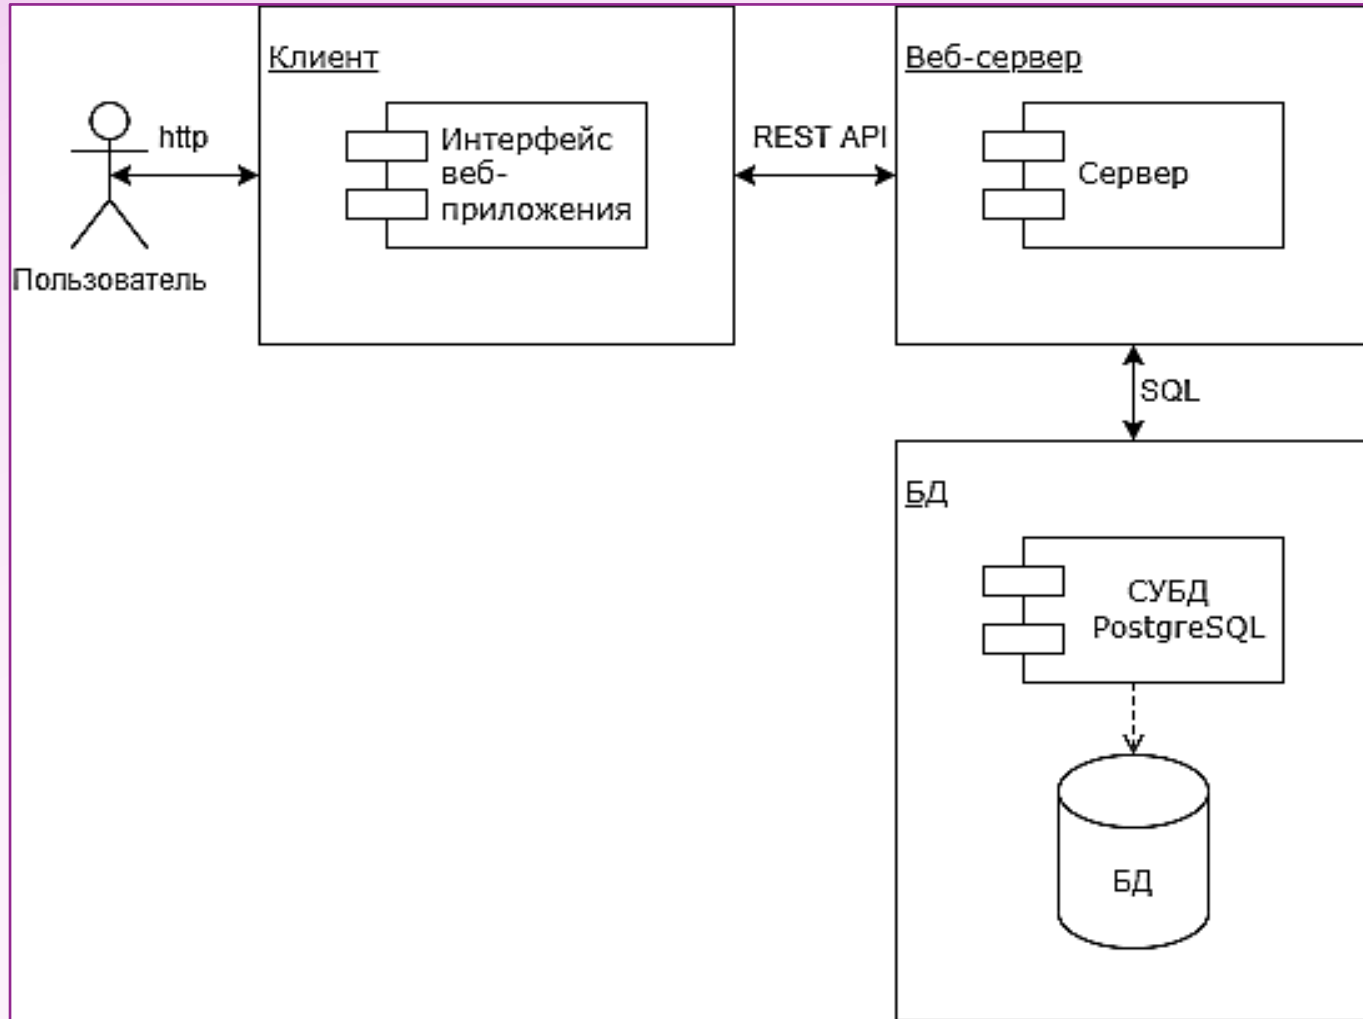 Клиент
Веб-сервер
http
Интерфейс
веб-
приложения
REST API
Сервер
Пользователь
SQL
БД
СУБД
PostgreSQL
БД